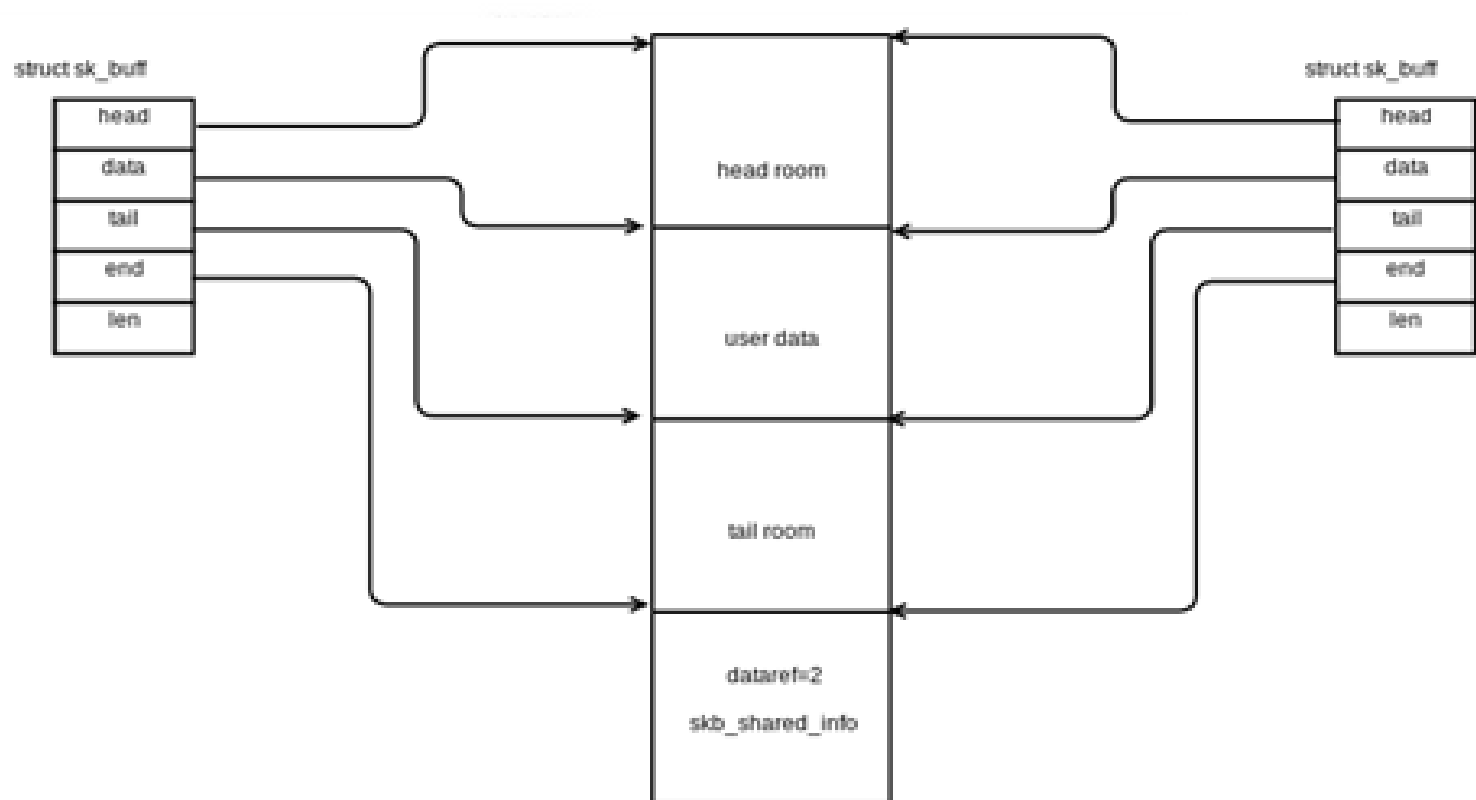 struct sk_buff
head
data
tail
end
len
head room
user data
tail room
dataref=2
skb_shared_info
struct sk_buff
head
data
tail
end
len